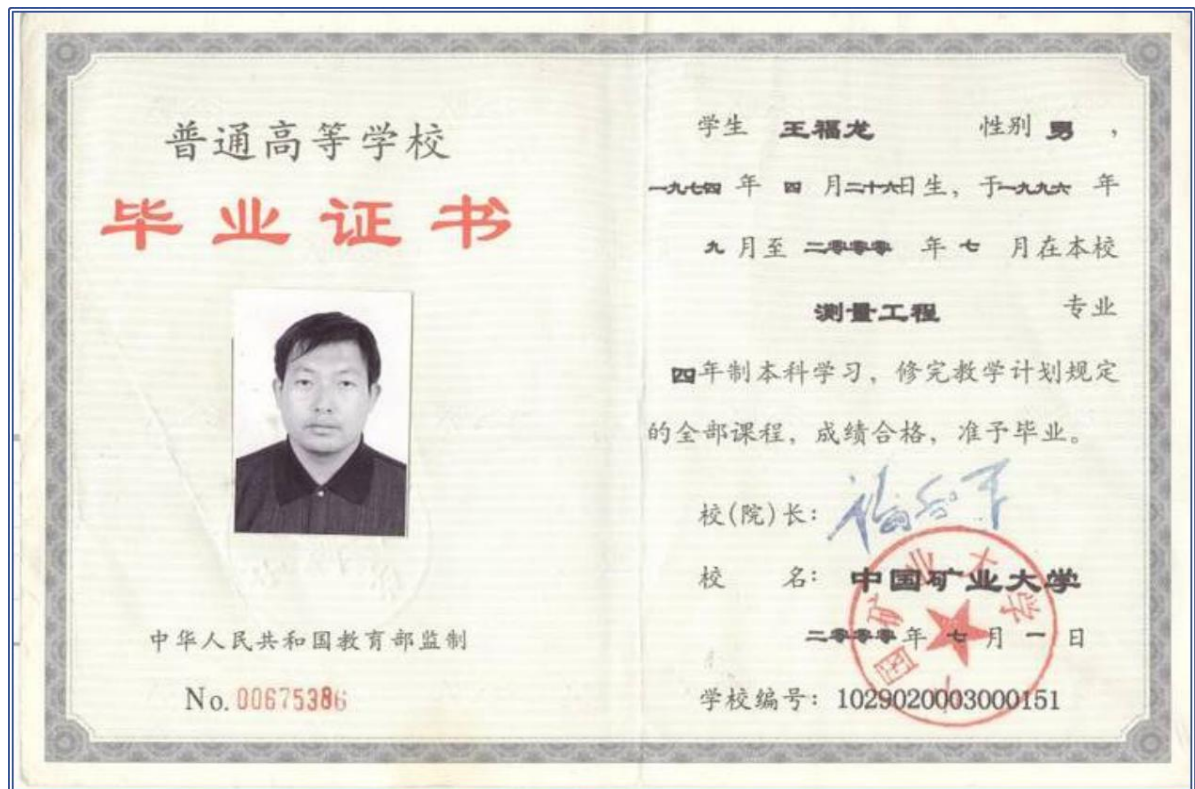 普通高等学校
毕业证书
中华人民共和国教育部监制
No. 00675386
学生 王福龙 性别 男，
一九七四 年 四 月二十六日生，于一九九六 年
九 月至 二零零零 年 七 月在本校
测量工程 专业
四年制本科学习，修完教学计划规定
的全部课程，成绩合格，准予毕业。
校(院)长：
校 名：中国矿业大学
二零零零年 七 月 一 日
学校编号：1029020003000151
中国矿业大学